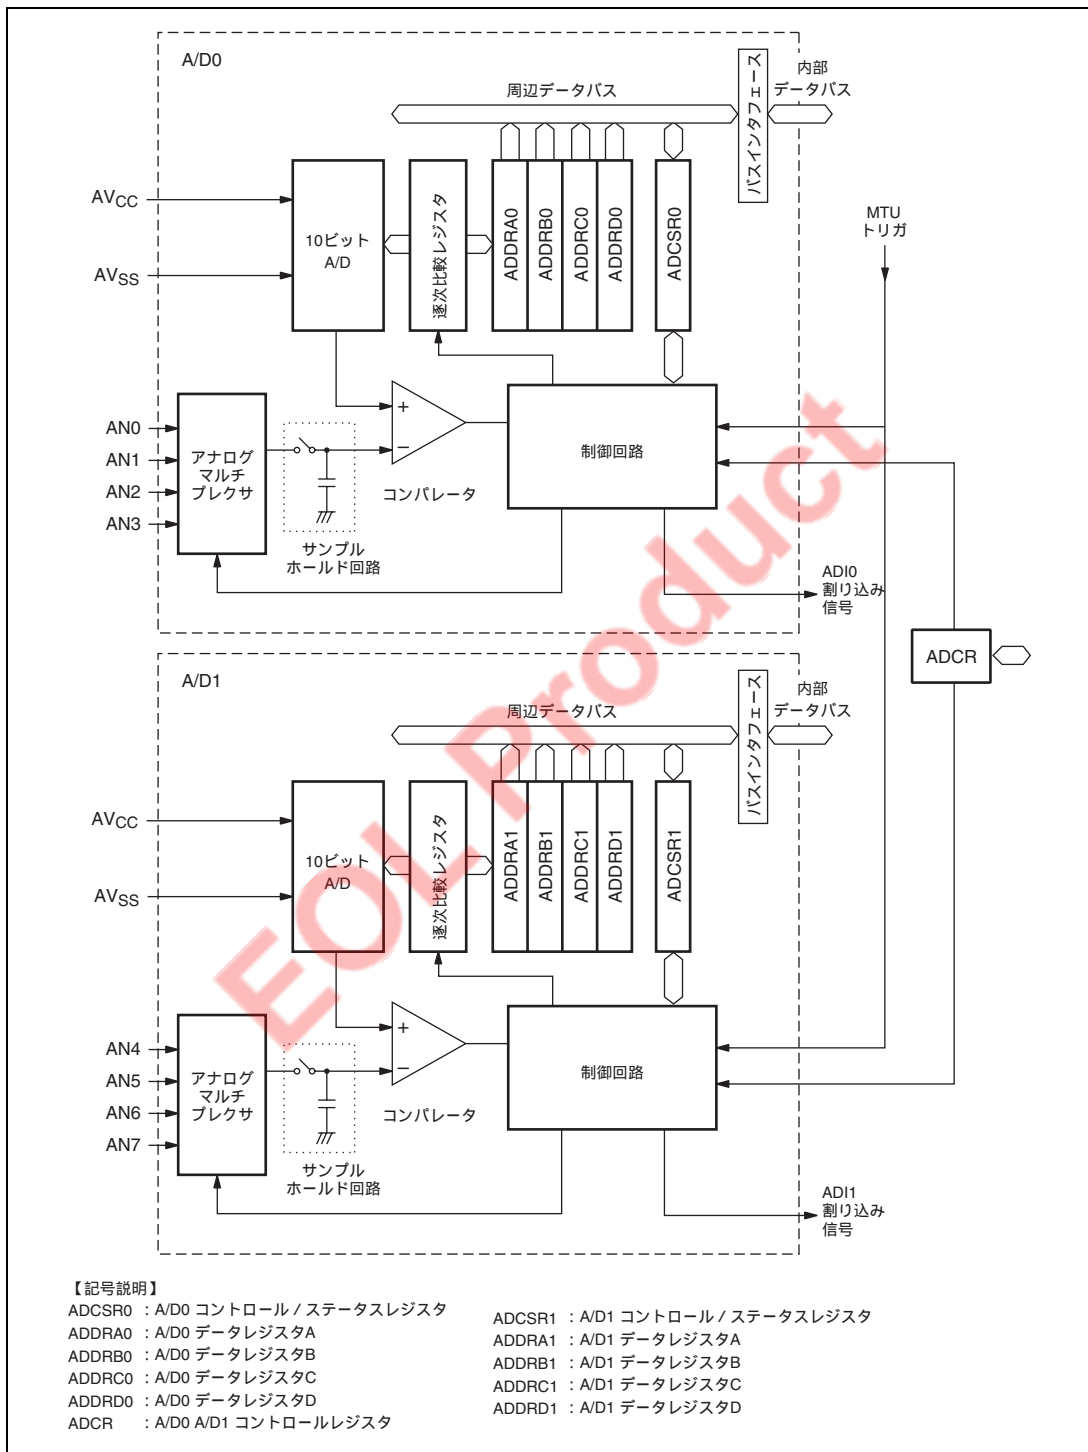 A/D0
周辺データバス
バスインタフェース
内部
データバス
AVCC
AVSS
10ビット
A/D
逐次比較レジスタ
ADDRA0
ADDRB0
ADDRC0
ADDRD0
ADCSR0
MTU
トリガ
AN0
AN1
AN2
AN3
アナログ
マルチ
プレクサ
+
−
コンパレータ
サンプル
ホールド回路
制御回路
ADI0
割り込み
信号
ADCR
A/D1
周辺データバス
バスインタフェース
内部
データバス
AVCC
AVSS
10ビット
A/D
逐次比較レジスタ
ADDRA1
ADDRB1
ADDRC1
ADDRD1
ADCSR1
AN4
AN5
AN6
AN7
アナログ
マルチ
プレクサ
+
−
コンパレータ
サンプル
ホールド回路
制御回路
ADI1
割り込み
信号
EOL Product
【記号説明】
ADCSR0 : A/D0 コントロール / ステータスレジスタ
ADDRA0 : A/D0 データレジスタA
ADDRB0 : A/D0 データレジスタB
ADDRC0 : A/D0 データレジスタC
ADDRD0 : A/D0 データレジスタD
ADCR : A/D0 A/D1 コントロールレジスタ
ADCSR1 : A/D1 コントロール / ステータスレジスタ
ADDRA1 : A/D1 データレジスタA
ADDRB1 : A/D1 データレジスタB
ADDRC1 : A/D1 データレジスタC
ADDRD1 : A/D1 データレジスタD